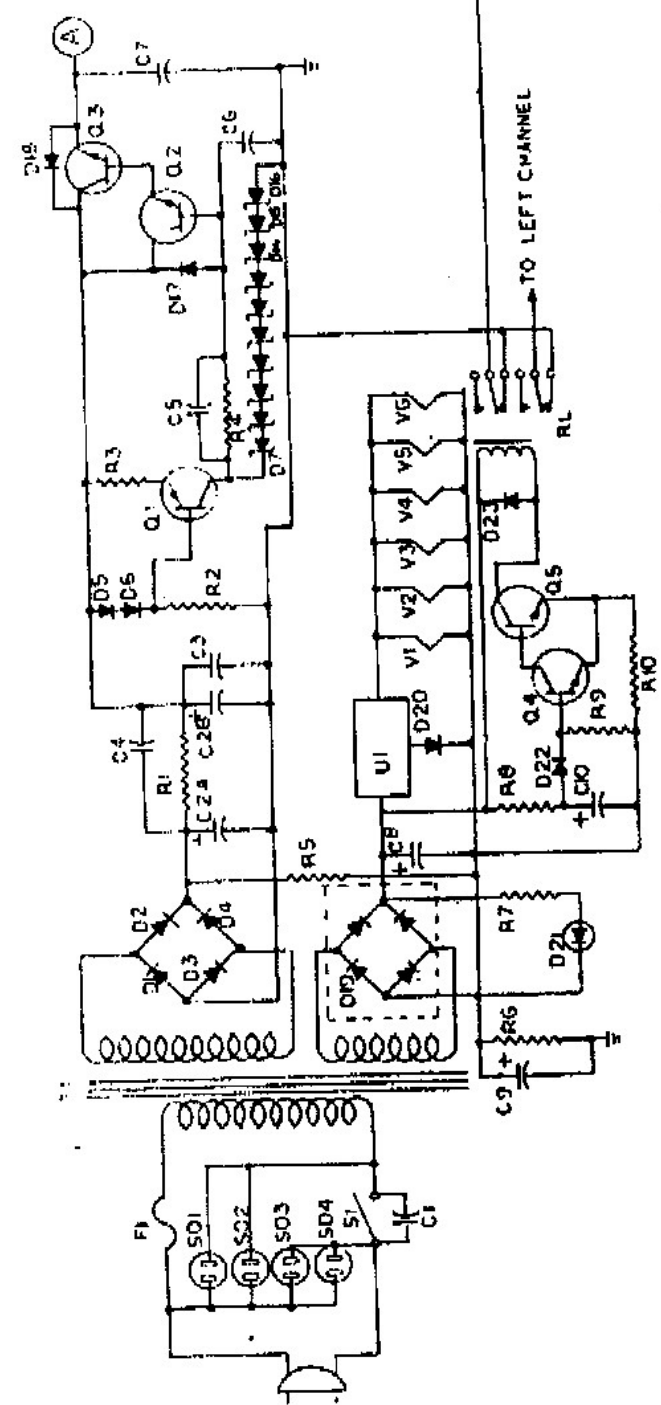 A
C7
D18
Q3
Q2
C6
D17
D16
D15
D14
C5
R4
D7
R3
Q1
D5
D6
R2
C3
C2B
C4
R1
C2A
+
+
D2
D4
D1
D3
R5
TO LEFT CHANNEL
RL
V6
V5
V4
V3
V2
V1
D23
Q5
Q4
U1
D20
R10
R9
D22
R8
C10
+
C8
+
R7
D21
D19
R6
C9
+
F1
SO1
SO2
SO3
SO4
S1
C1